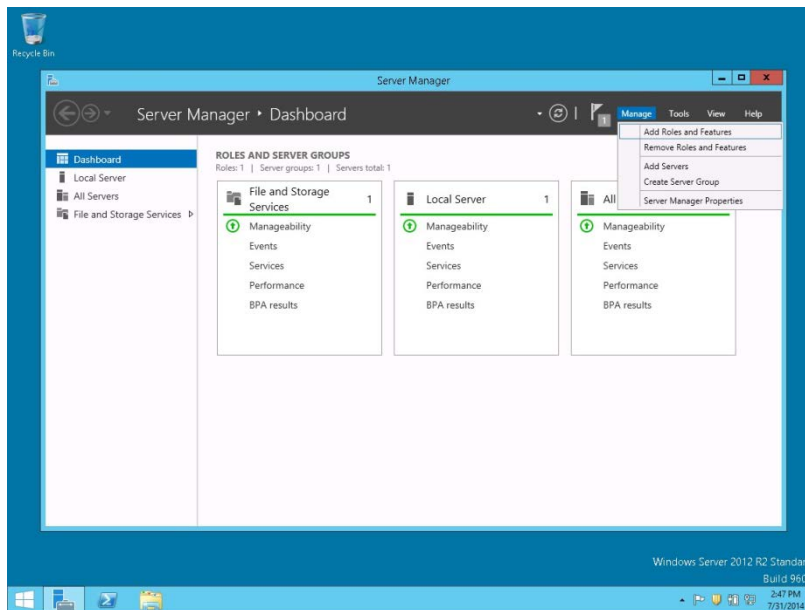 Recycle Bin
Server Manager
Server Manager • Dashboard
1
Manage Tools View Help
Add Roles and Features
Remove Roles and Features
Add Servers
Create Server Group
Server Manager Properties
Dashboard
Local Server
All Servers
File and Storage Services
ROLES AND SERVER GROUPS
Roles: 1 | Server groups: 1 | Servers total: 1
File and Storage
Services
1
Manageability
Events
Services
Performance
BPA results
Local Server 1
Manageability
Events
Services
Performance
BPA results
All
Manageability
Events
Services
Performance
BPA results
Windows Server 2012 R2 Standar
Build 960
2:47 PM
7/31/2014